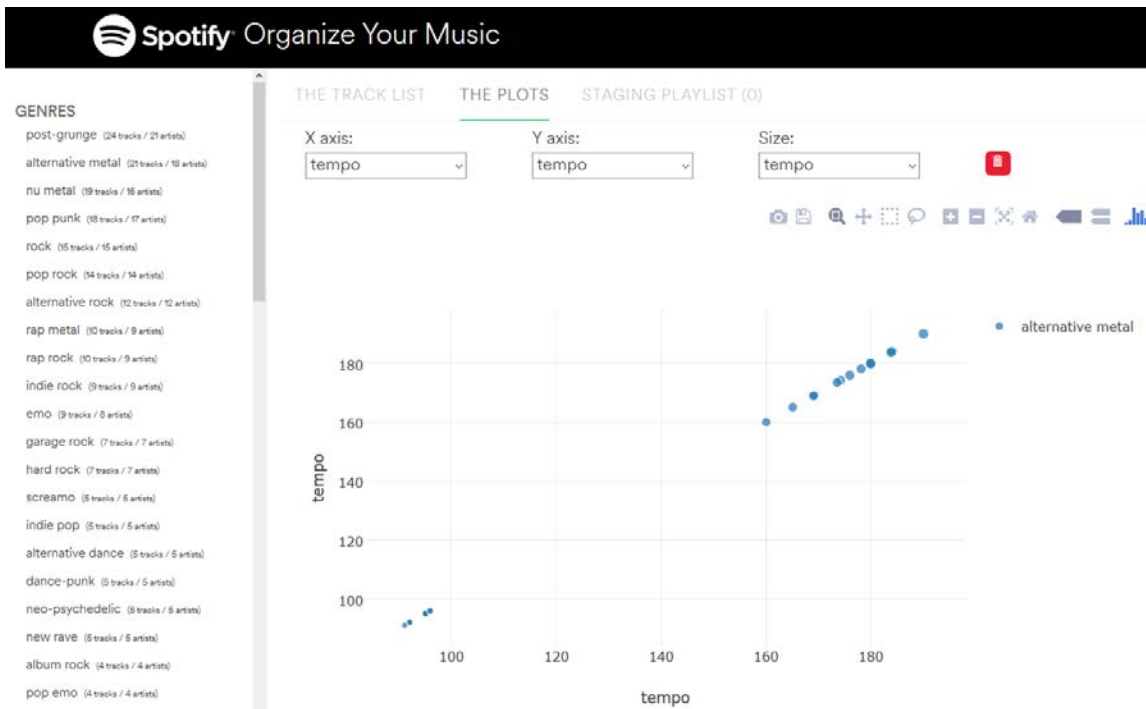 Spotify Organize Your Music
GENRES
post-grunge (24 tracks / 21 artists)
alternative metal (21 tracks / 18 artists)
nu metal (19 tracks / 16 artists)
pop punk (18 tracks / 17 artists)
rock (15 tracks / 15 artists)
pop rock (14 tracks / 14 artists)
alternative rock (12 tracks / 12 artists)
rap metal (10 tracks / 9 artists)
rap rock (10 tracks / 9 artists)
indie rock (9 tracks / 9 artists)
emo (9 tracks / 8 artists)
garage rock (7 tracks / 7 artists)
hard rock (7 tracks / 7 artists)
screamo (5 tracks / 5 artists)
indie pop (5 tracks / 5 artists)
alternative dance (5 tracks / 5 artists)
dance-punk (5 tracks / 5 artists)
neo-psychedelic (5 tracks / 5 artists)
new rave (5 tracks / 5 artists)
album rock (4 tracks / 4 artists)
pop emo (4 tracks / 4 artists)
THE TRACK LIST THE PLOTS STAGING PLAYLIST (0)
X axis: Y axis: Size:
tempo tempo tempo
alternative metal
180
160
140
120
100
tempo
100 120 140 160 180
tempo